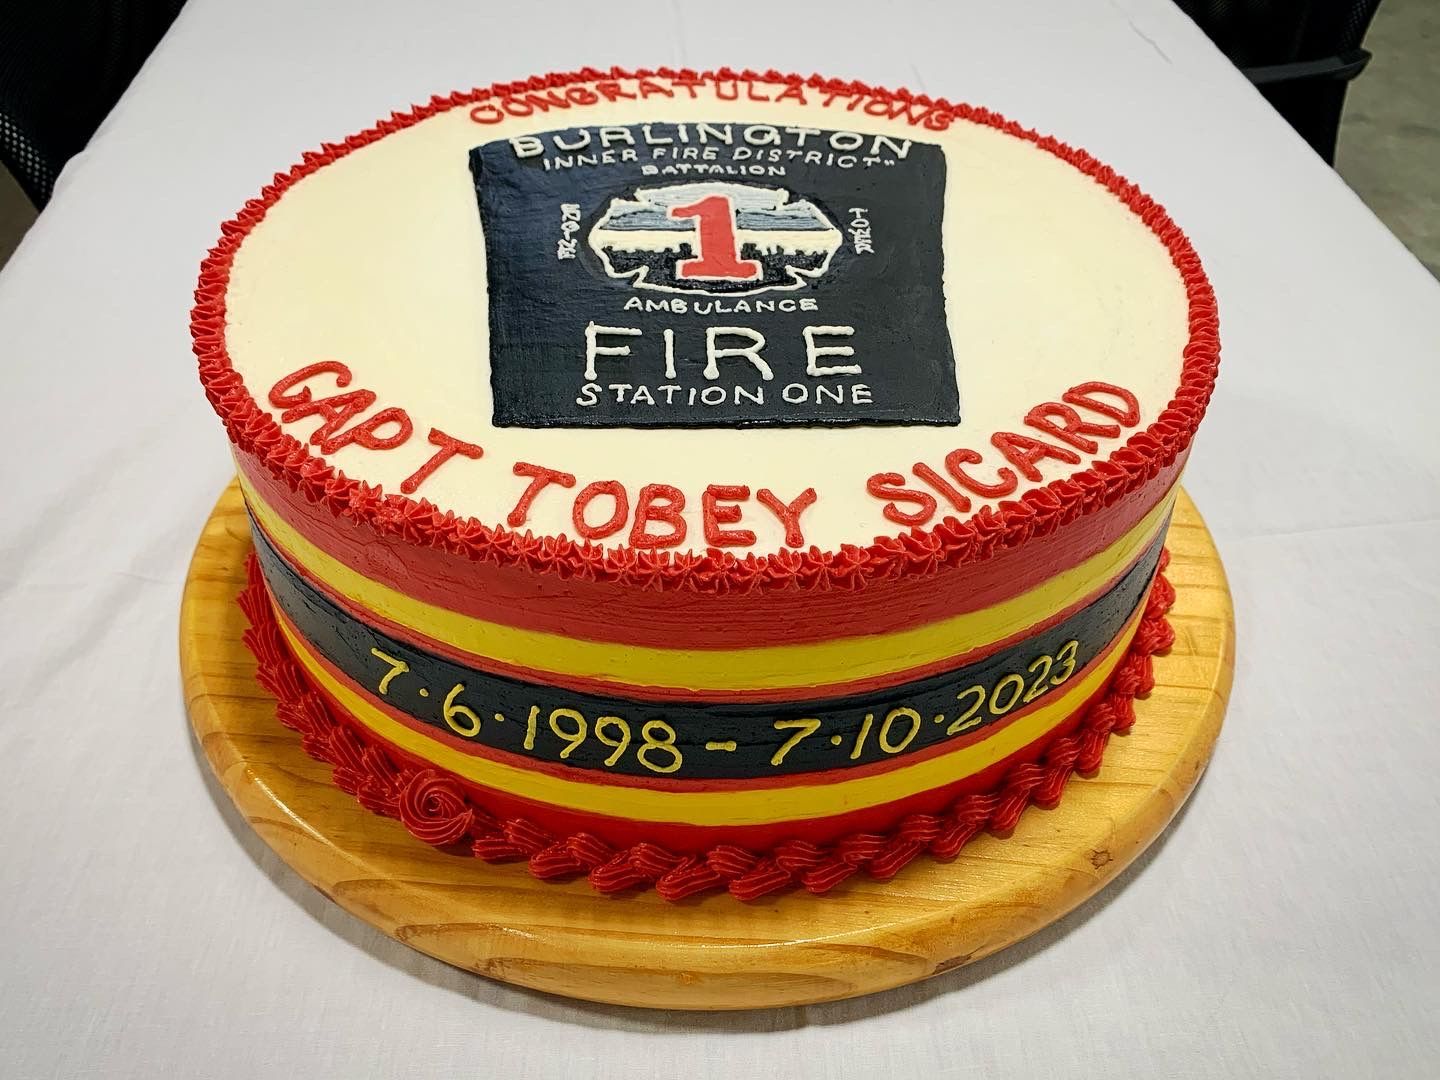 CONGRATULATIONS
BURLINGTON
INNER FIRE DISTRICT"
BATTALION
1
AMBULANCE
FIRE
STATION ONE
CAPT TOBEY SICARD
7·6·1998 - 7·10·2023